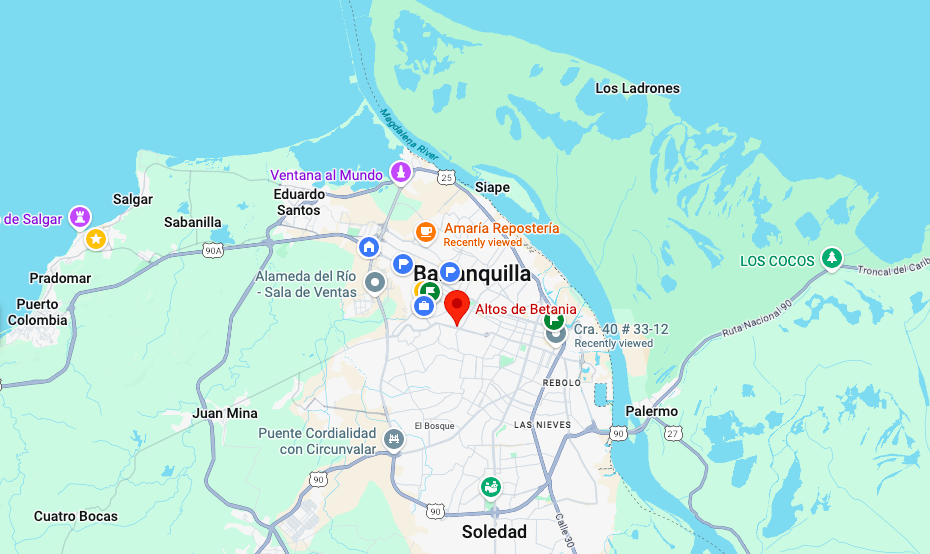 Los Ladrones
Magdalena River
Ventana al Mundo
25
Siape
Salgar
Eduardo
Santos
de Salgar
Sabanilla
Amaría Repostería
Recently viewed
90A
LOS COCOS
Troncal del Carib
Pradomar
Alameda del Río
- Sala de Ventas
Barranquilla
Puerto
Colombia
Altos de Betania
Ruta Nacional 90
Cra. 40 # 33-12
Recently viewed
REBOLO
Juan Mina
Palermo
El Bosque
LAS NIEVES
Puente Cordialidad
con Circunvalar
90
27
90
90
Cuatro Bocas
Soledad
Calle 30